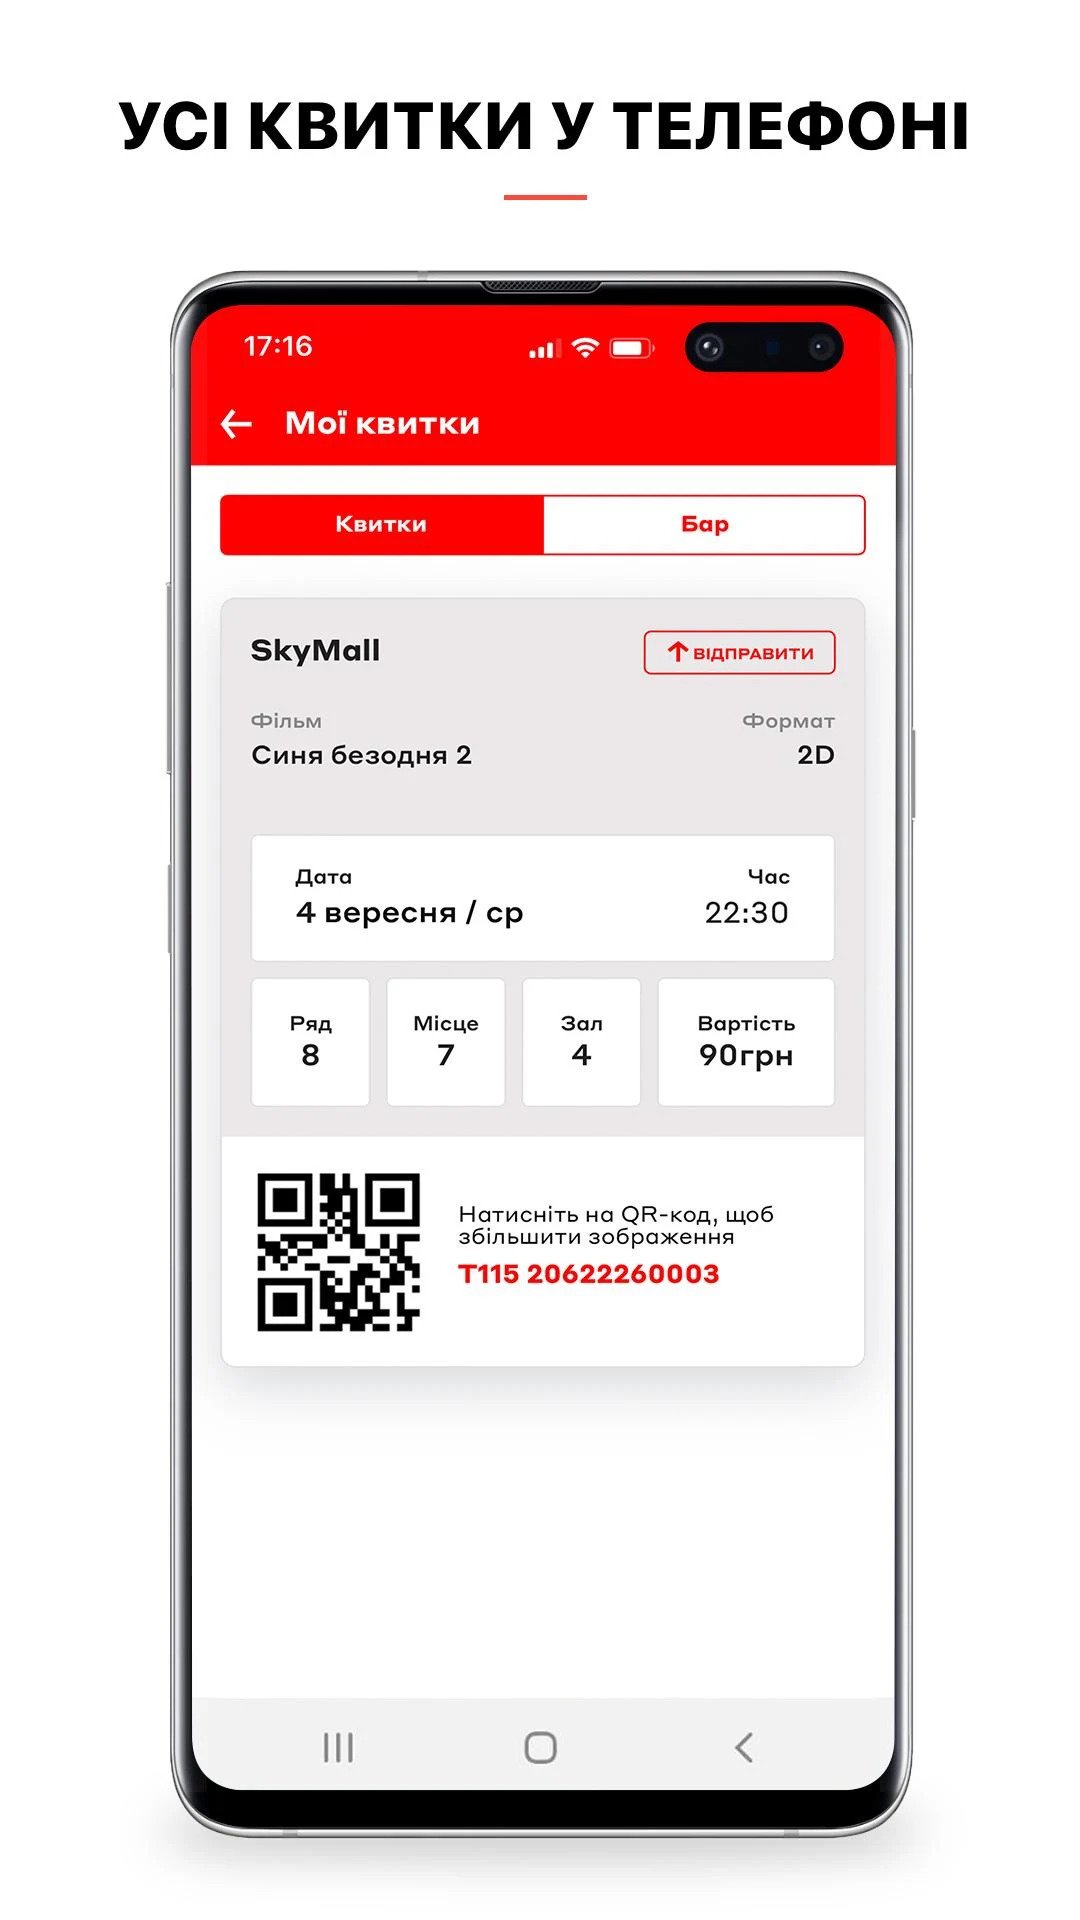 УСІ КВИТКИ У ТЕЛЕФОНІ
17:16
Мої квитки
Квитки Бар
SkyMall ВІДПРАВИТИ
Фільм Формат
Синя безодня 2 2D
Дата Час
4 вересня / ср 22:30
Ряд Місце Зал Вартість
8 7 4 90грн
Натисніть на QR-код, щоб
збільшити зображення
T115 20622260003